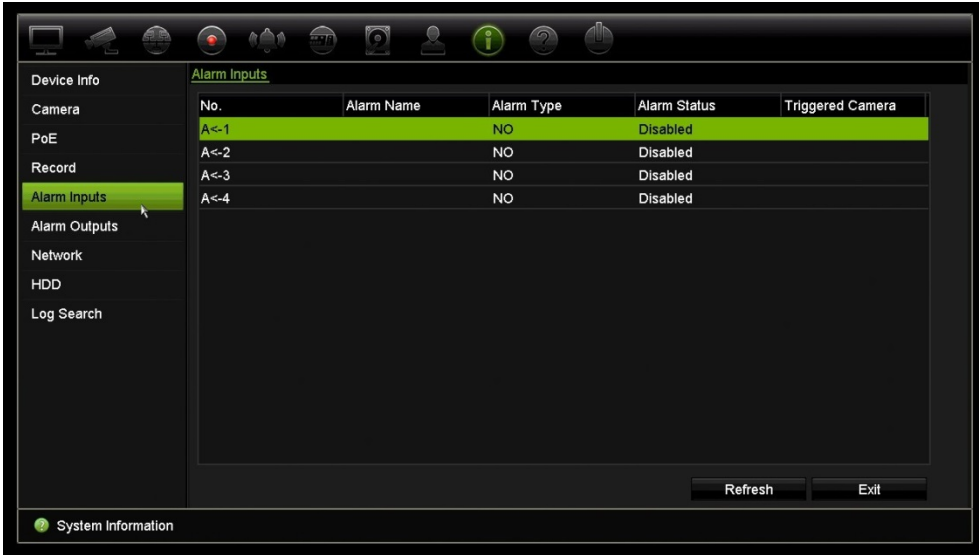 Device Info
Camera
PoE
Record
Alarm Inputs
Alarm Outputs
Network
HDD
Log Search
Alarm Inputs
No. Alarm Name Alarm Type Alarm Status Triggered Camera
A<-1 NO Disabled
A<-2 NO Disabled
A<-3 NO Disabled
A<-4 NO Disabled
Refresh Exit
System Information